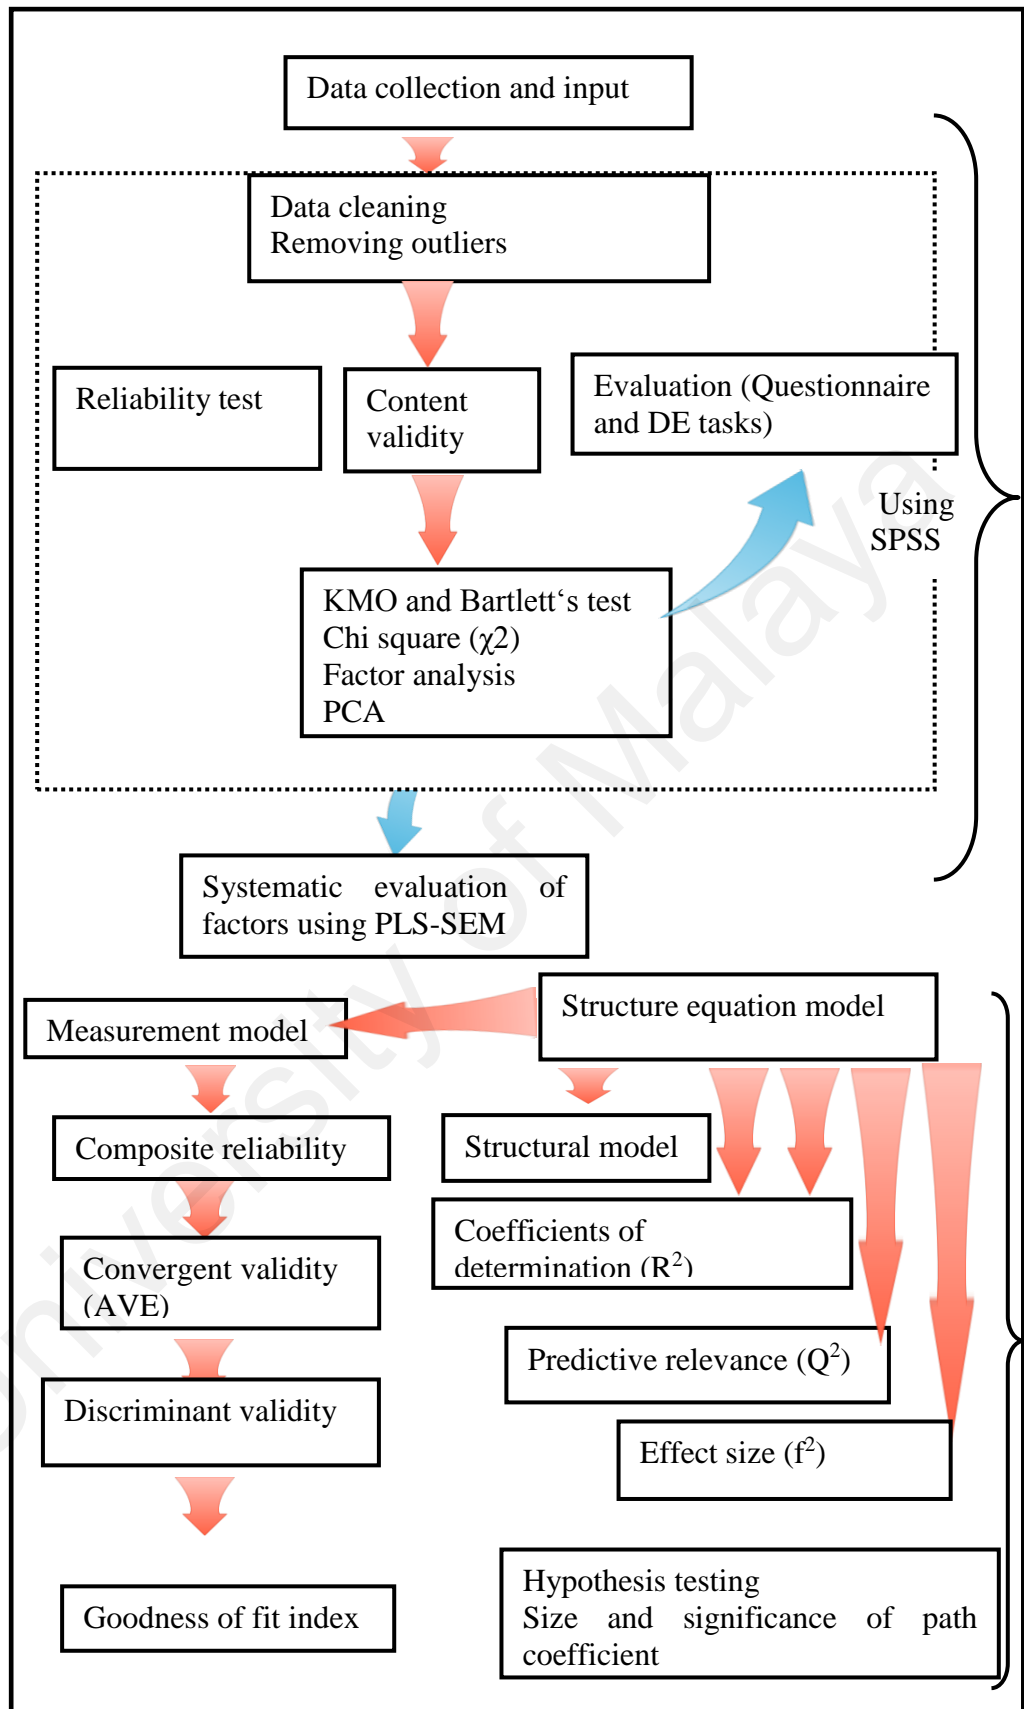 Data collection and input
Data cleaning
Removing outliers
Reliability test
Content
validity
Evaluation (Questionnaire
and DE tasks)
Using
SPSS
KMO and Bartlett‘s test
Chi square (χ2)
Factor analysis
PCA
Systematic evaluation of
factors using PLS-SEM
Structure equation model
Measurement model
Composite reliability
Structural model
Convergent validity
(AVE)
Coefficients of
determination (R²)
Predictive relevance (Q²)
Discriminant validity
Effect size (f²)
Goodness of fit index
Hypothesis testing
Size and significance of path
coefficient
University of Malaya